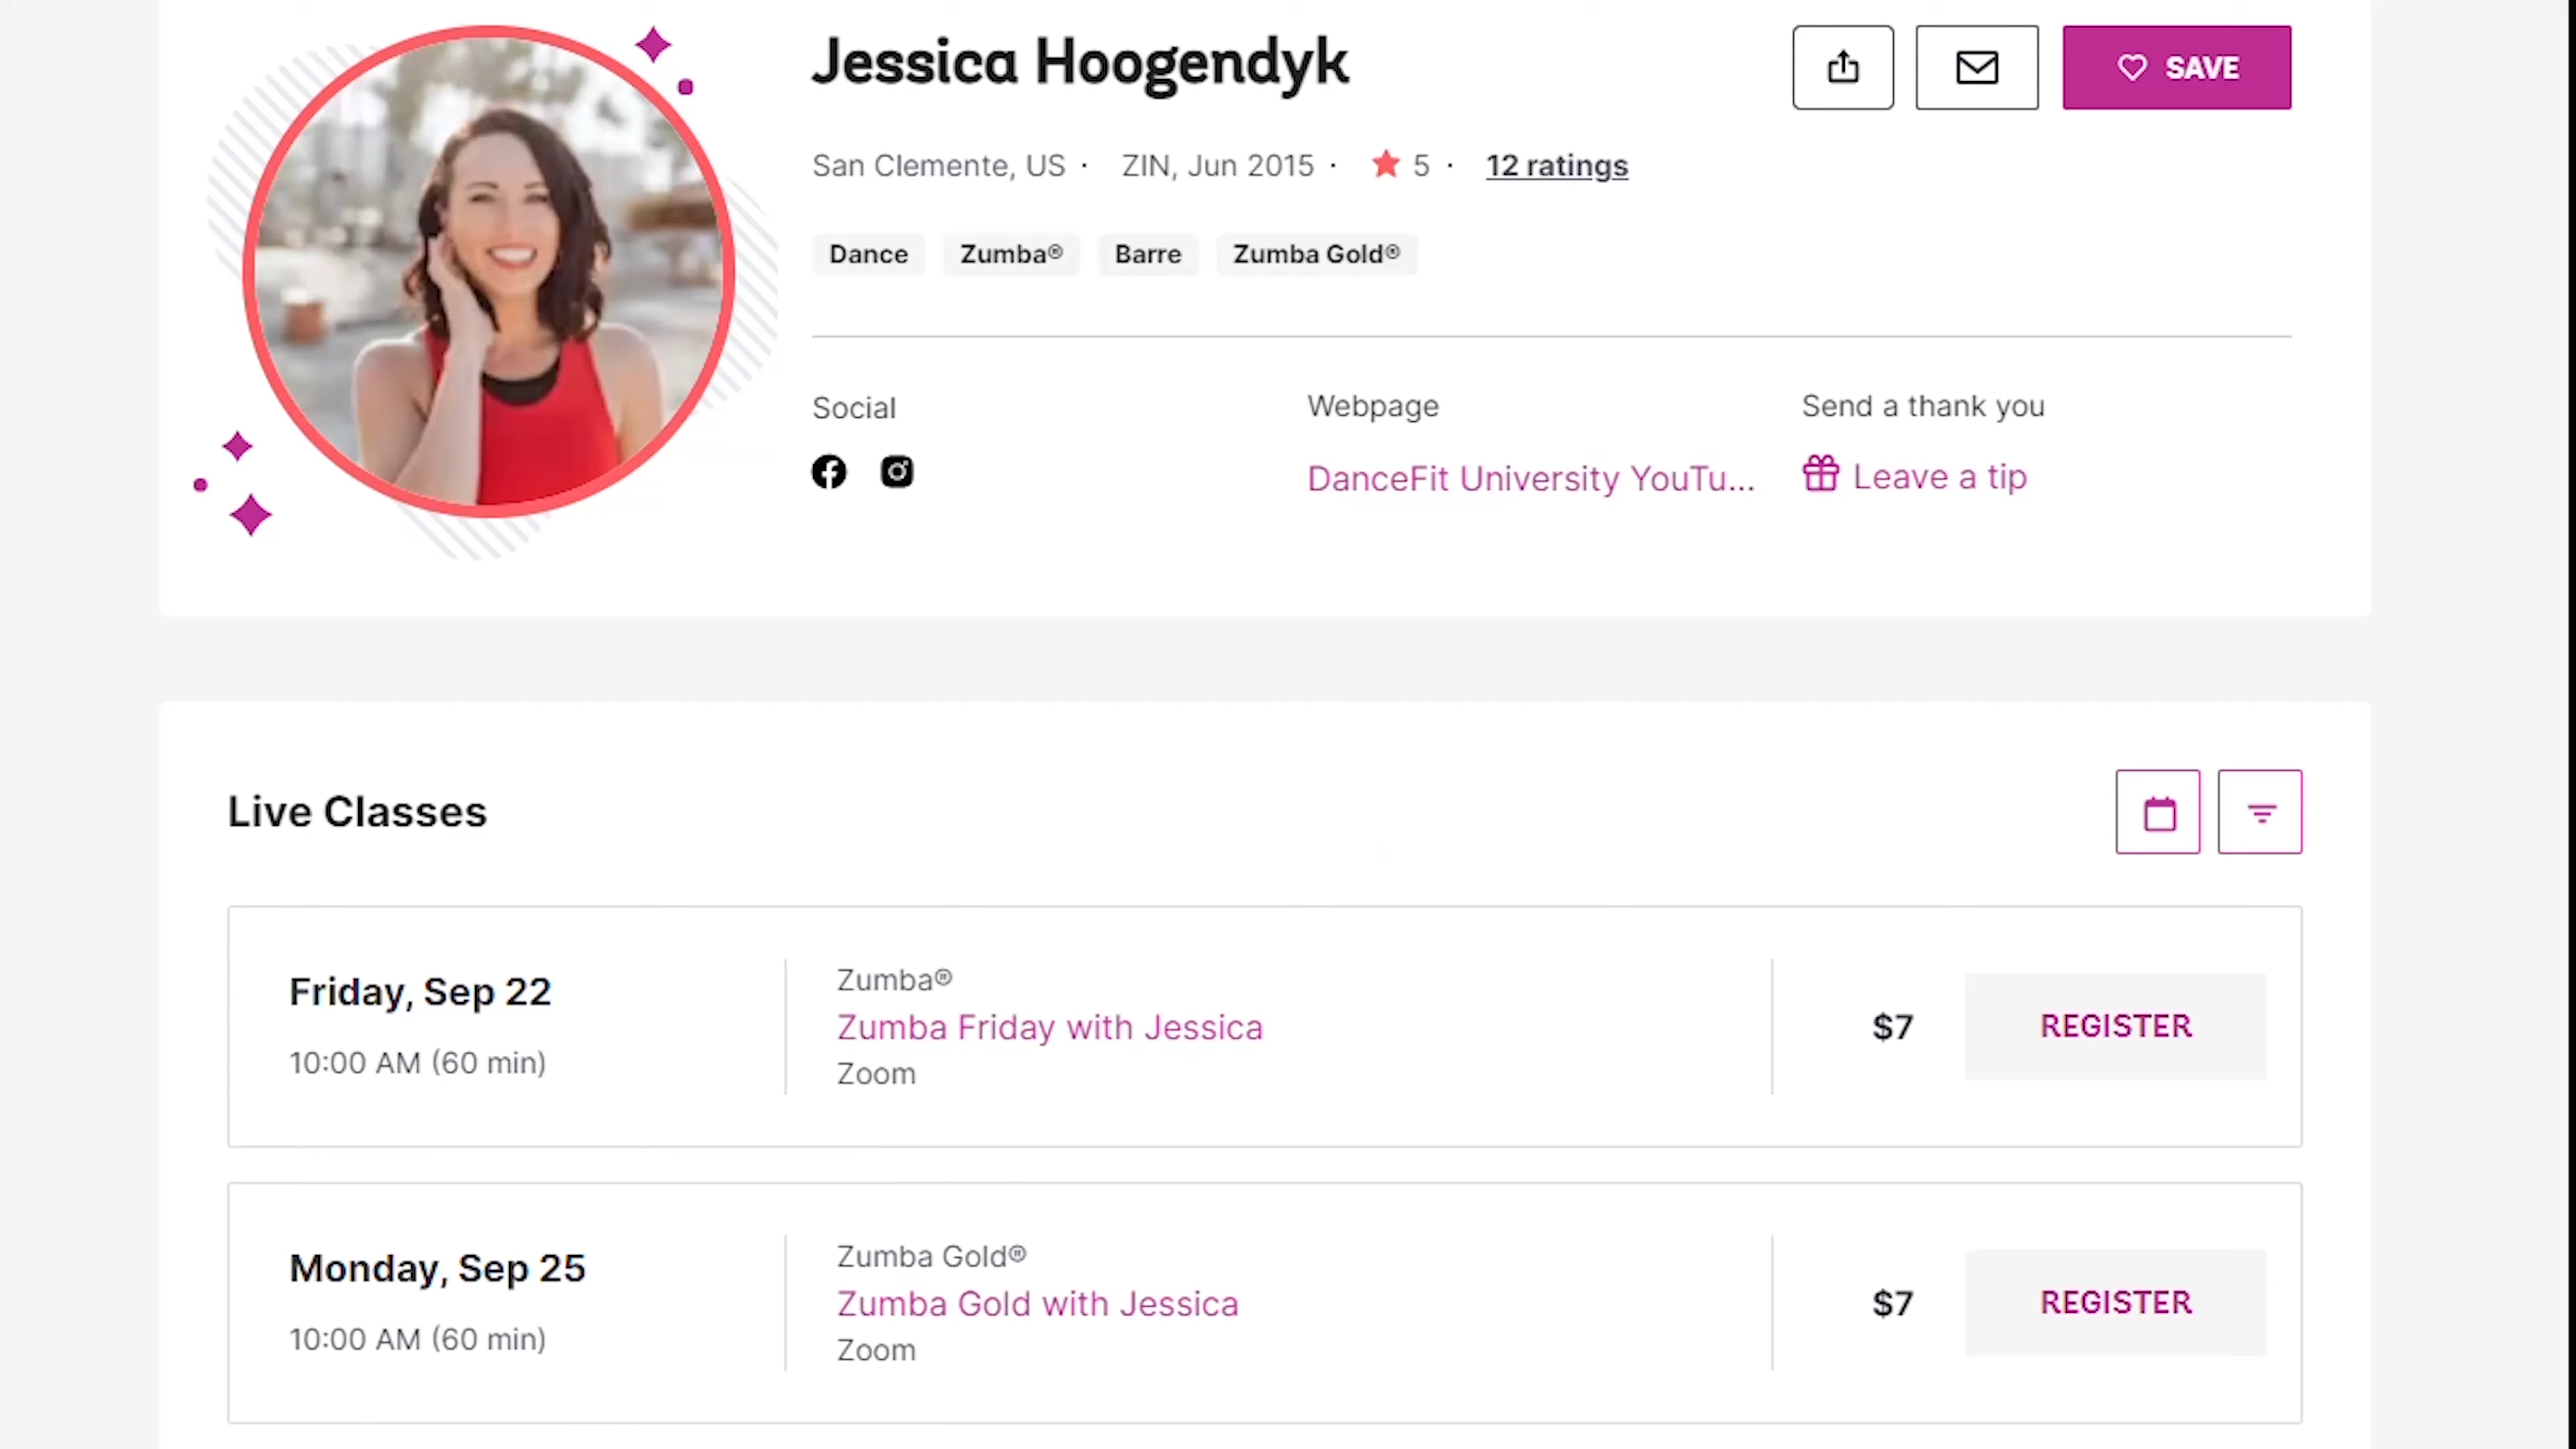 Jessica Hoogendyk
SAVE
San Clemente, US · ZIN, Jun 2015 · 5 · 12 ratings
Dance Zumba® Barre Zumba Gold®
Social
Webpage
DanceFit University YouTu...
Send a thank you
Leave a tip
Live Classes
Friday, Sep 22
10:00 AM (60 min)
Zumba®
Zumba Friday with Jessica
Zoom
$7
REGISTER
Monday, Sep 25
10:00 AM (60 min)
Zumba Gold®
Zumba Gold with Jessica
Zoom
$7
REGISTER